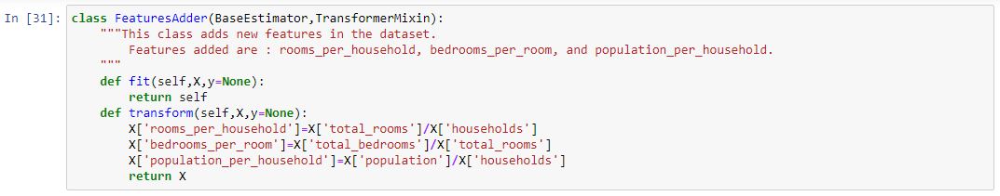 In [31]: class FeaturesAdder(BaseEstimator,TransformerMixin):
    """This class adds new features in the dataset.
        Features added are : rooms_per_household, bedrooms_per_room, and population_per_household.
    """
    def fit(self,X,y=None):
        return self
    def transform(self,X,y=None):
        X['rooms_per_household']=X['total_rooms']/X['households']
        X['bedrooms_per_room']=X['total_bedrooms']/X['total_rooms']
        X['population_per_household']=X['population']/X['households']
        return X